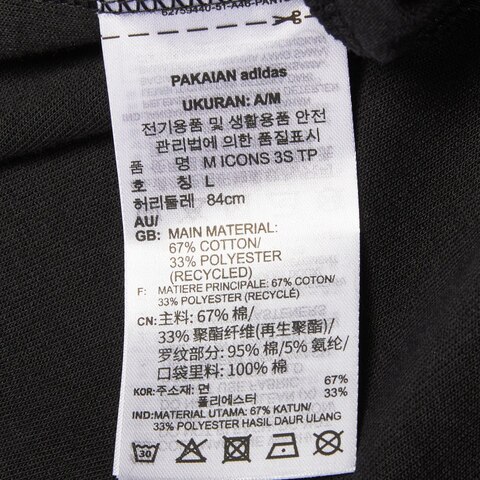 PAKAIAN adidas
UKURAN: A/M
전기용품 및 생활용품 안전
관리법에 의한 품질표시
품 명 M ICONS 3S TP
호 칭 L
허리둘레 84cm
AU/
GB: MAIN MATERIAL:
67% COTTON/
33% POLYESTER
(RECYCLED)
F: MATIERE PRINCIPALE: 67% COTON/
33% POLYESTER (RECYCLÉ)
CN: 主料: 67% 棉/
33% 聚酯纤维(再生聚酯)/
罗纹部分: 95% 棉/5% 氨纶/
口袋里料: 100% 棉
KOR: 주소재: 면 67%
폴리에스터 33%
IND: MATERIAL UTAMA: 67% KATUN/
33% POLYESTER HASIL DAUR ULANG
30